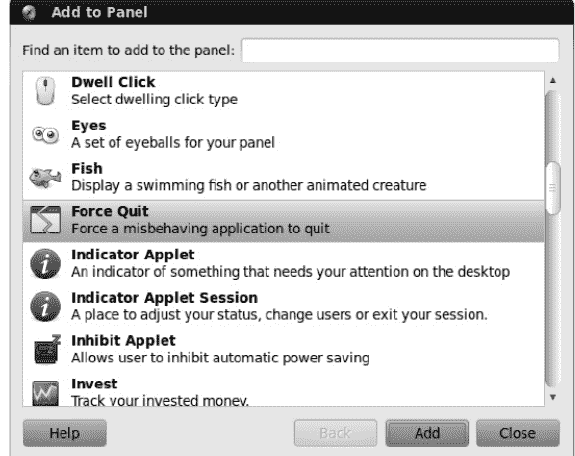 Add to Panel
Find an item to add to the panel:
Dwell Click
Select dwelling click type
Eyes
A set of eyeballs for your panel
Fish
Display a swimming fish or another animated creature
Force Quit
Force a misbehaving application to quit
Indicator Applet
An indicator of something that needs your attention on the desktop
Indicator Applet Session
A place to adjust your status, change users or exit your session.
Inhibit Applet
Allows user to inhibit automatic power saving
Invest
Track your invested money.
Help Back Add Close